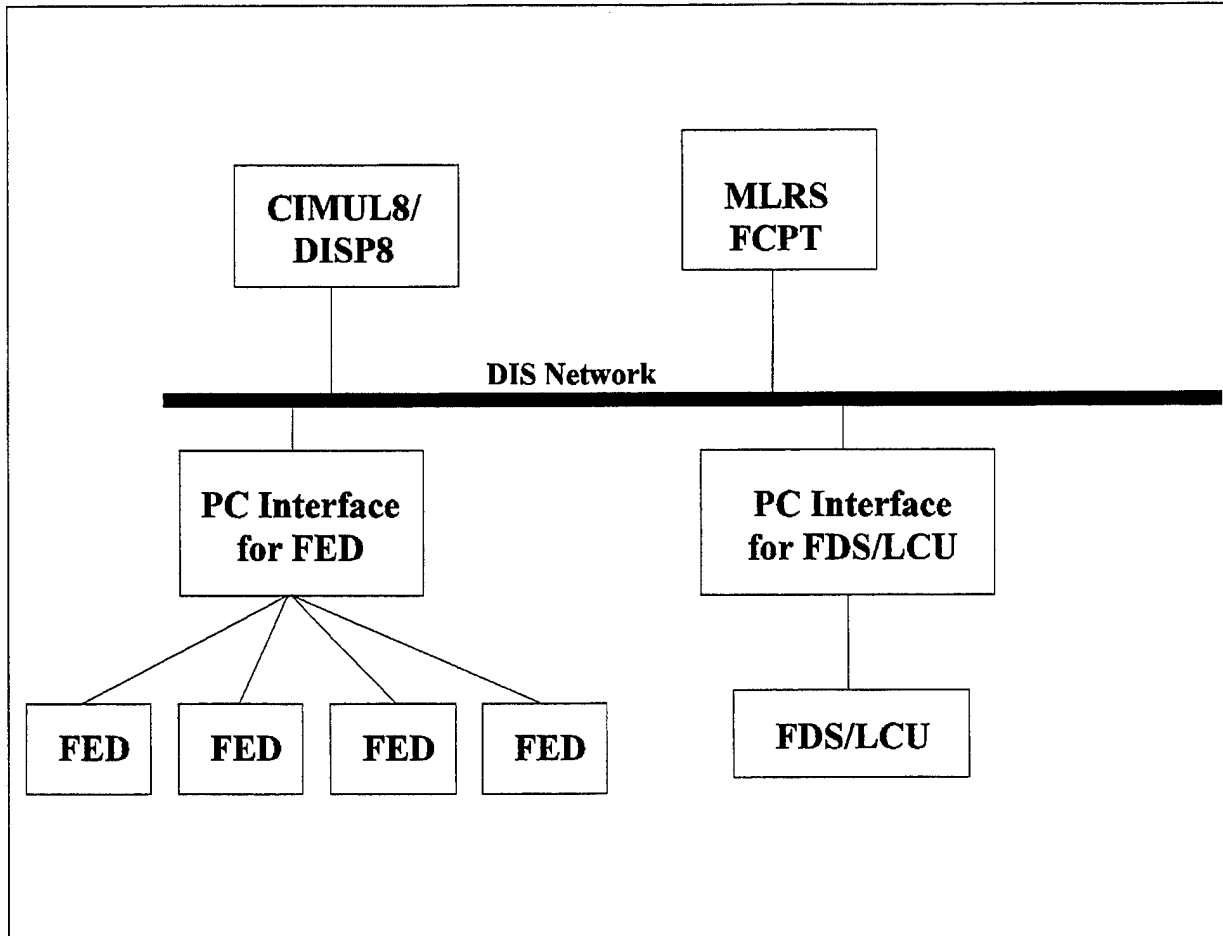 CIMUL8/
DISP8
MLRS
FCPT
DIS Network
PC Interface
for FED
PC Interface
for FDS/LCU
FED
FED
FED
FED
FDS/LCU